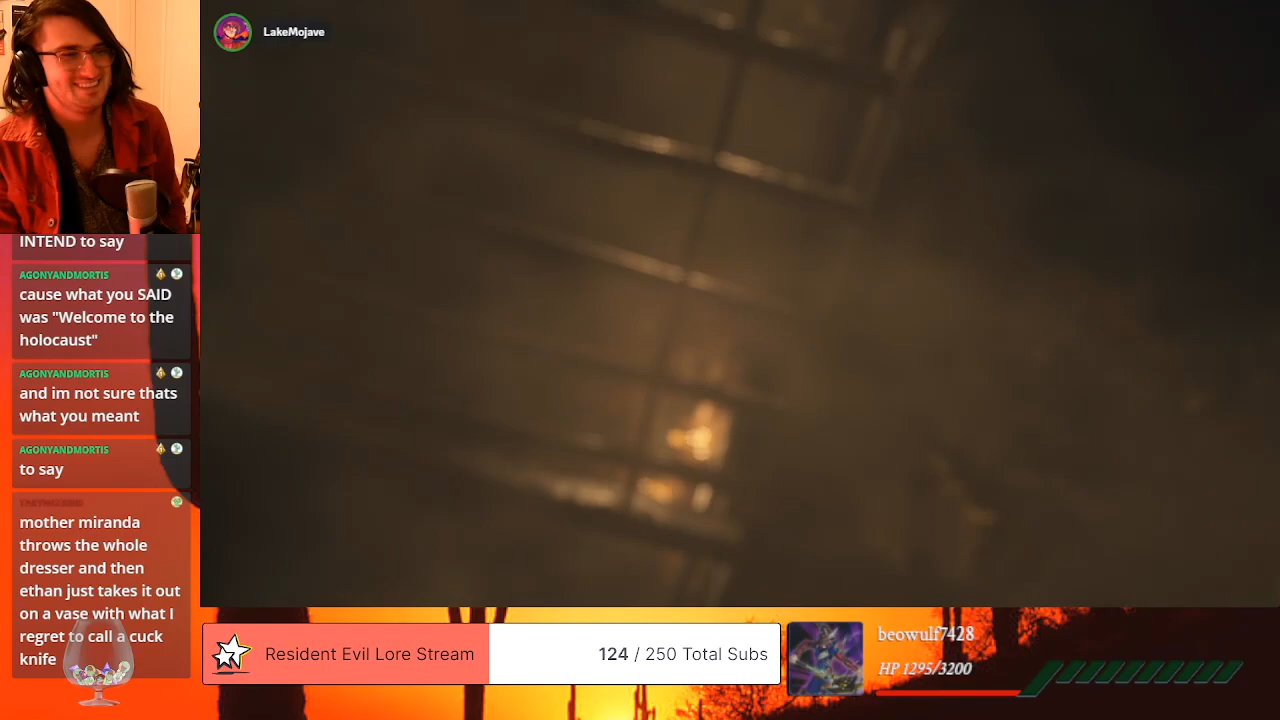 LakeMojave
INTEND to say
AGONYANDMORTIS
cause what you SAID
was "Welcome to the
holocaust"
AGONYANDMORTIS
and im not sure thats
what you meant
AGONYANDMORTIS
to say
mother miranda
throws the whole
dresser and then
ethan just takes it out
on a vase with what I
regret to call a cuck
knife
Resident Evil Lore Stream
124 / 250 Total Subs
beowulf7428
HP 1295/3200